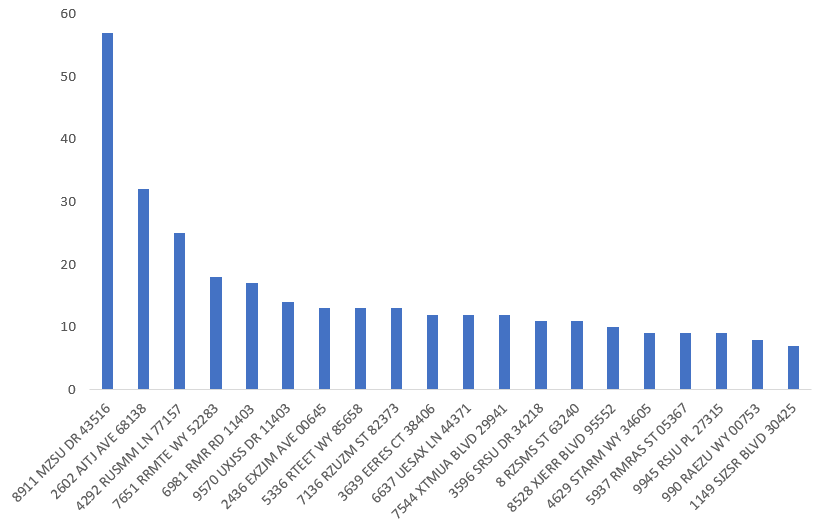 60
50
40
30
20
10
0
8911 MZSU DR 43516
2602 AJTJ AVE 68138
4292 RUSMM LN 77157
7651 RRMTE WY 52283
6981 RMR RD 11403
9570 UXJSS DR 11403
2436 EXZJM AVE 00645
5336 RTEET WY 85658
7136 RZUZM ST 82373
3639 EERES CT 38406
6637 UESAX LN 44371
7544 XTMUA BLVD 29941
3596 SRSU DR 34218
8 RZSMS ST 63240
8528 XJERR BLVD 95552
4629 STARM WY 34605
5937 RMRAS ST 05367
9945 RSJU PL 27315
990 RAEZU WY 00753
1149 SJZSR BLVD 30425